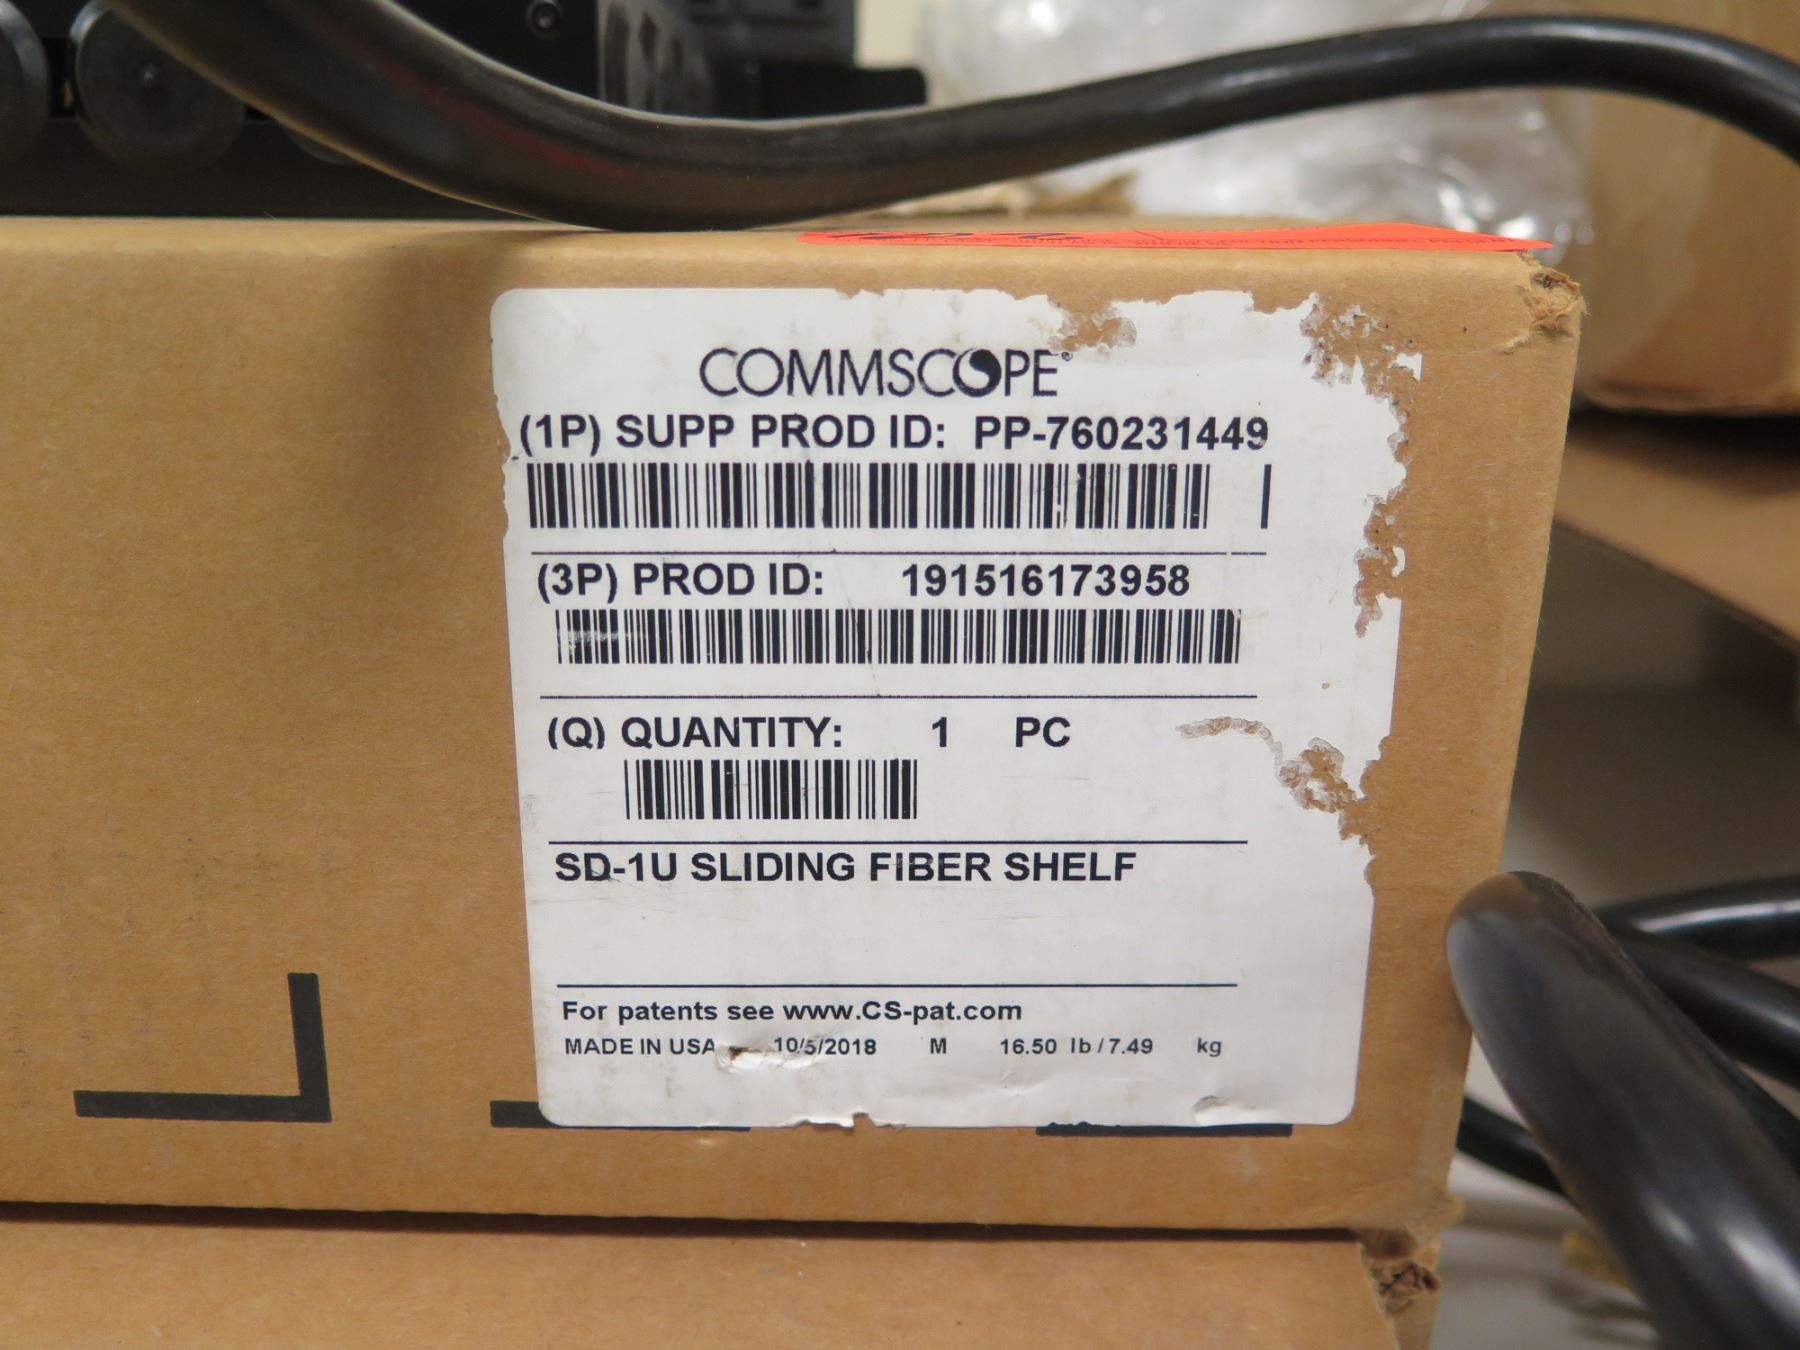 COMMSCOPE®
(1P) SUPP PROD ID: PP-760231449
(3P) PROD ID: 191516173958
(Q) QUANTITY: 1 PC
SD-1U SLIDING FIBER SHELF
For patents see www.CS-pat.com
MADE IN USA 10/5/2018 M 16.50 lb / 7.49 kg